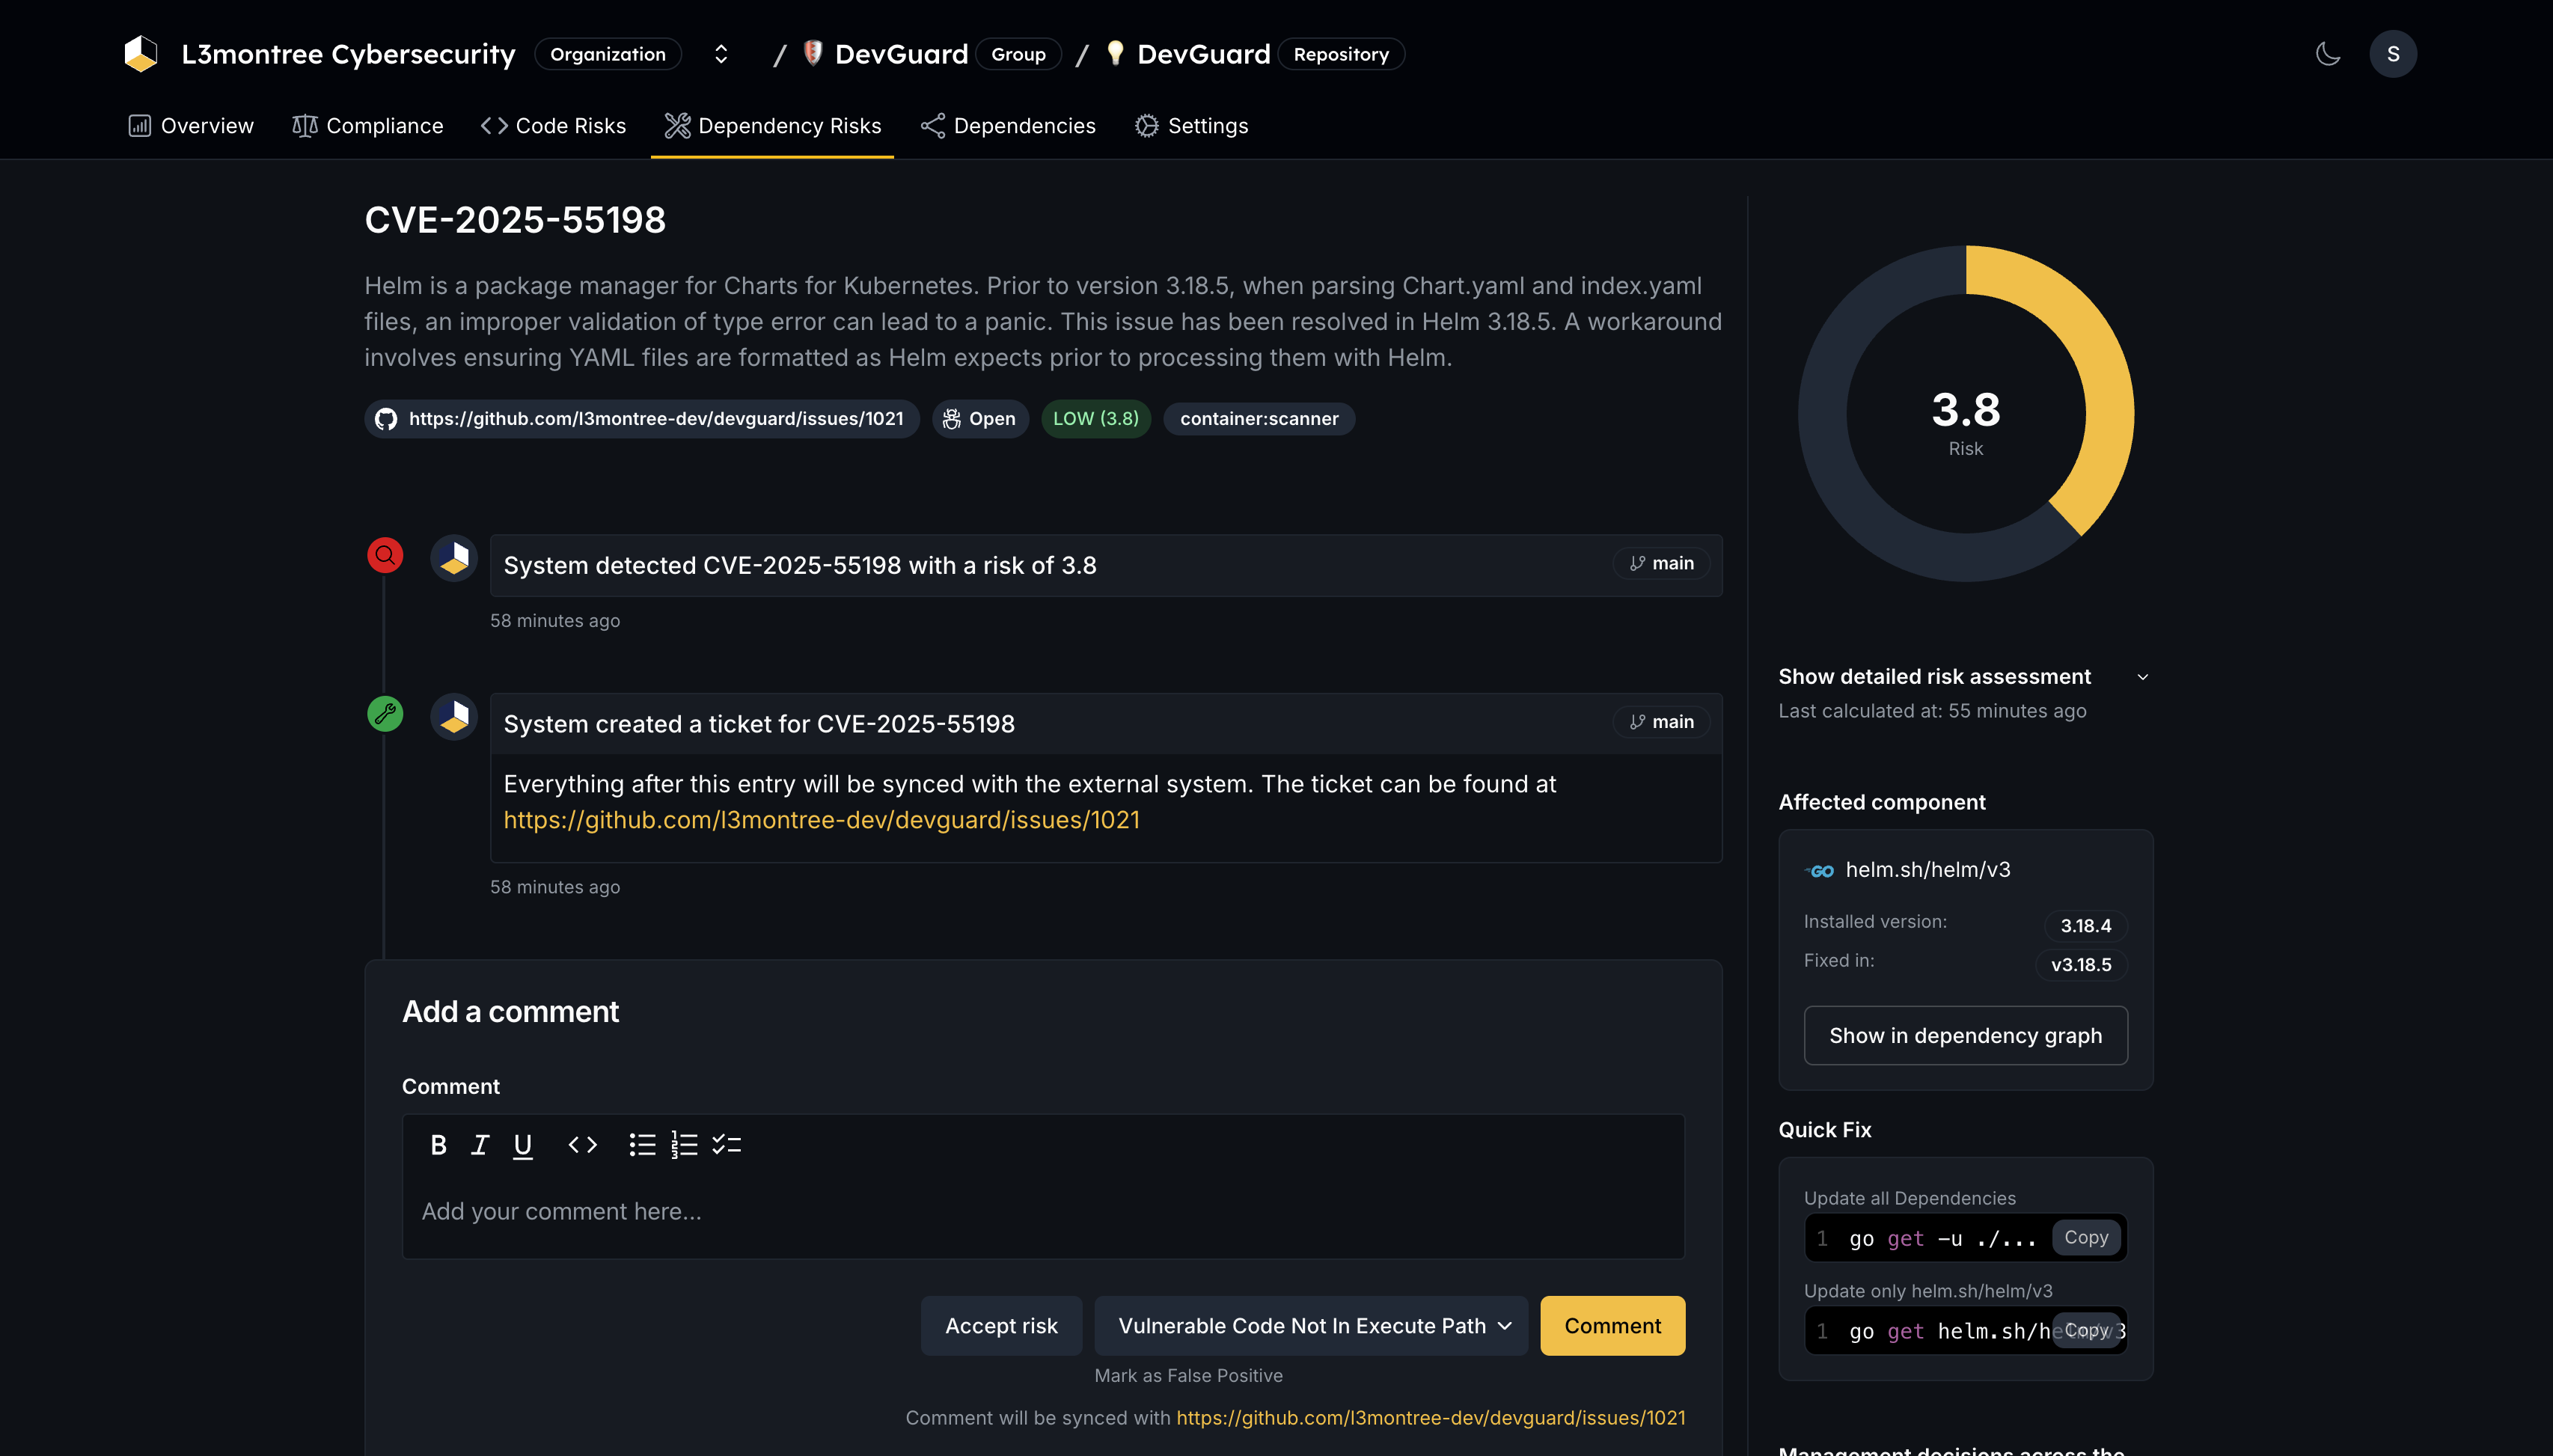 L3montree Cybersecurity Organization / DevGuard Group / DevGuard Repository
S
Overview Compliance Code Risks Dependency Risks Dependencies Settings
CVE-2025-55198
Helm is a package manager for Charts for Kubernetes. Prior to version 3.18.5, when parsing Chart.yaml and index.yaml
files, an improper validation of type error can lead to a panic. This issue has been resolved in Helm 3.18.5. A workaround
involves ensuring YAML files are formatted as Helm expects prior to processing them with Helm.
https://github.com/l3montree-dev/devguard/issues/1021 Open LOW (3.8) container:scanner
System detected CVE-2025-55198 with a risk of 3.8 main
58 minutes ago
System created a ticket for CVE-2025-55198 main
Everything after this entry will be synced with the external system. The ticket can be found at
https://github.com/l3montree-dev/devguard/issues/1021
58 minutes ago
Add a comment
Comment
B I U
Add your comment here...
Accept risk Vulnerable Code Not In Execute Path Comment
Mark as False Positive
Comment will be synced with https://github.com/l3montree-dev/devguard/issues/1021
3.8
Risk
Show detailed risk assessment
Last calculated at: 55 minutes ago
Affected component
GO helm.sh/helm/v3
Installed version: 3.18.4
Fixed in: v3.18.5
Show in dependency graph
Quick Fix
Update all Dependencies
1 go get -u ./... Copy
Update only helm.sh/helm/v3
1 go get helm.sh/helm/v3 Copy
Management decisions across the